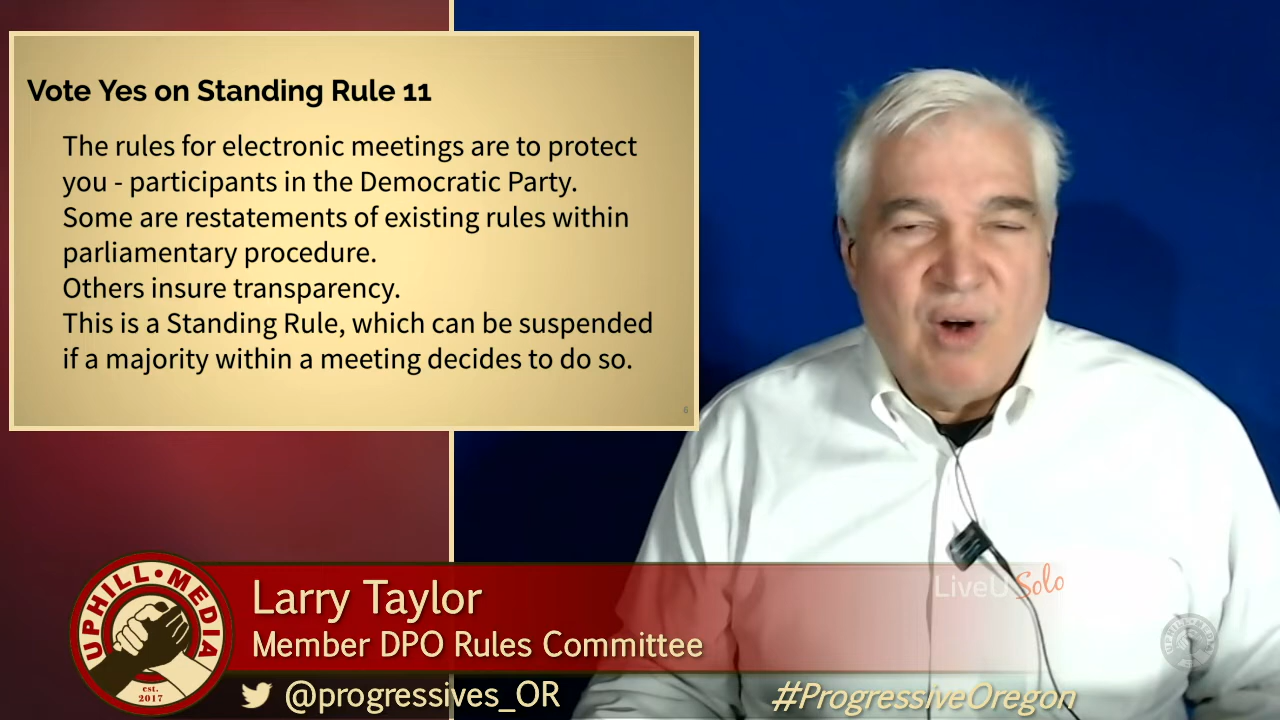 Vote Yes on Standing Rule 11
The rules for electronic meetings are to protect
you - participants in the Democratic Party.
Some are restatements of existing rules within
parliamentary procedure.
Others insure transparency.
This is a Standing Rule, which can be suspended
if a majority within a meeting decides to do so.
6
LiveU Solo
UPHILL • MEDIA
est.
2017
Larry Taylor
Member DPO Rules Committee
@progressives_OR
#ProgressiveOregon